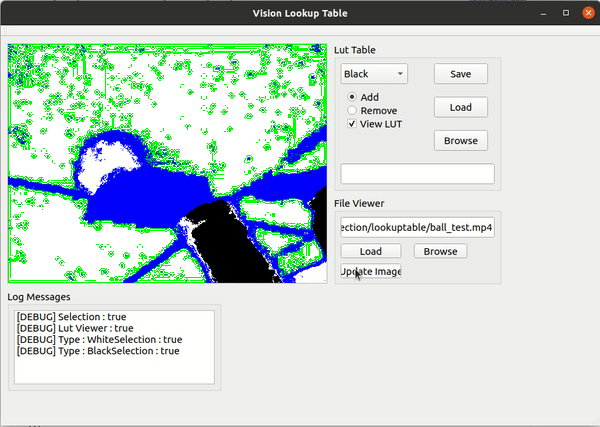 Vision Lookup Table
Lut Table
Black
Save
Add
Remove
Load
View LUT
Browse
File Viewer
ection/lookuptable/ball_test.mp4
Load
Browse
Update Image
Log Messages
[DEBUG] Selection : true
[DEBUG] Lut Viewer : true
[DEBUG] Type : WhiteSelection : true
[DEBUG] Type : BlackSelection : true